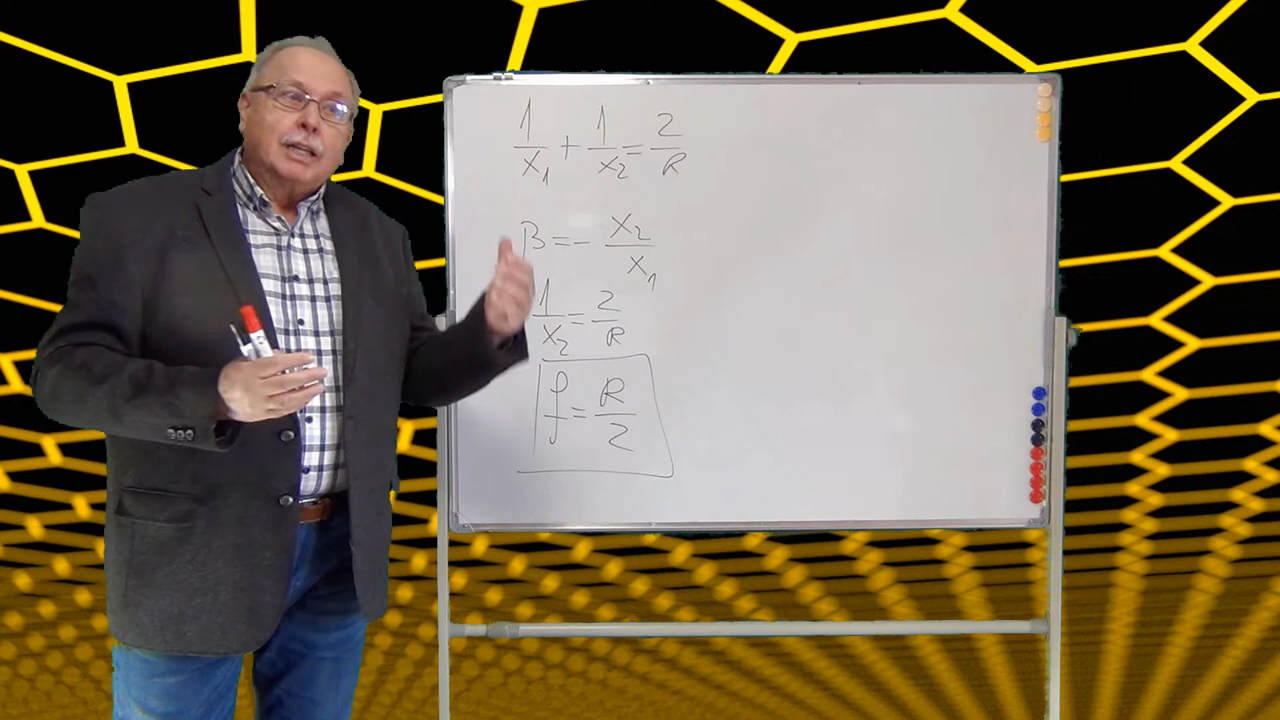 1/x₁ + 1/x₂ = 2/R
β = - x₂/x₁
1/x₂ = 2/R
f = R/2